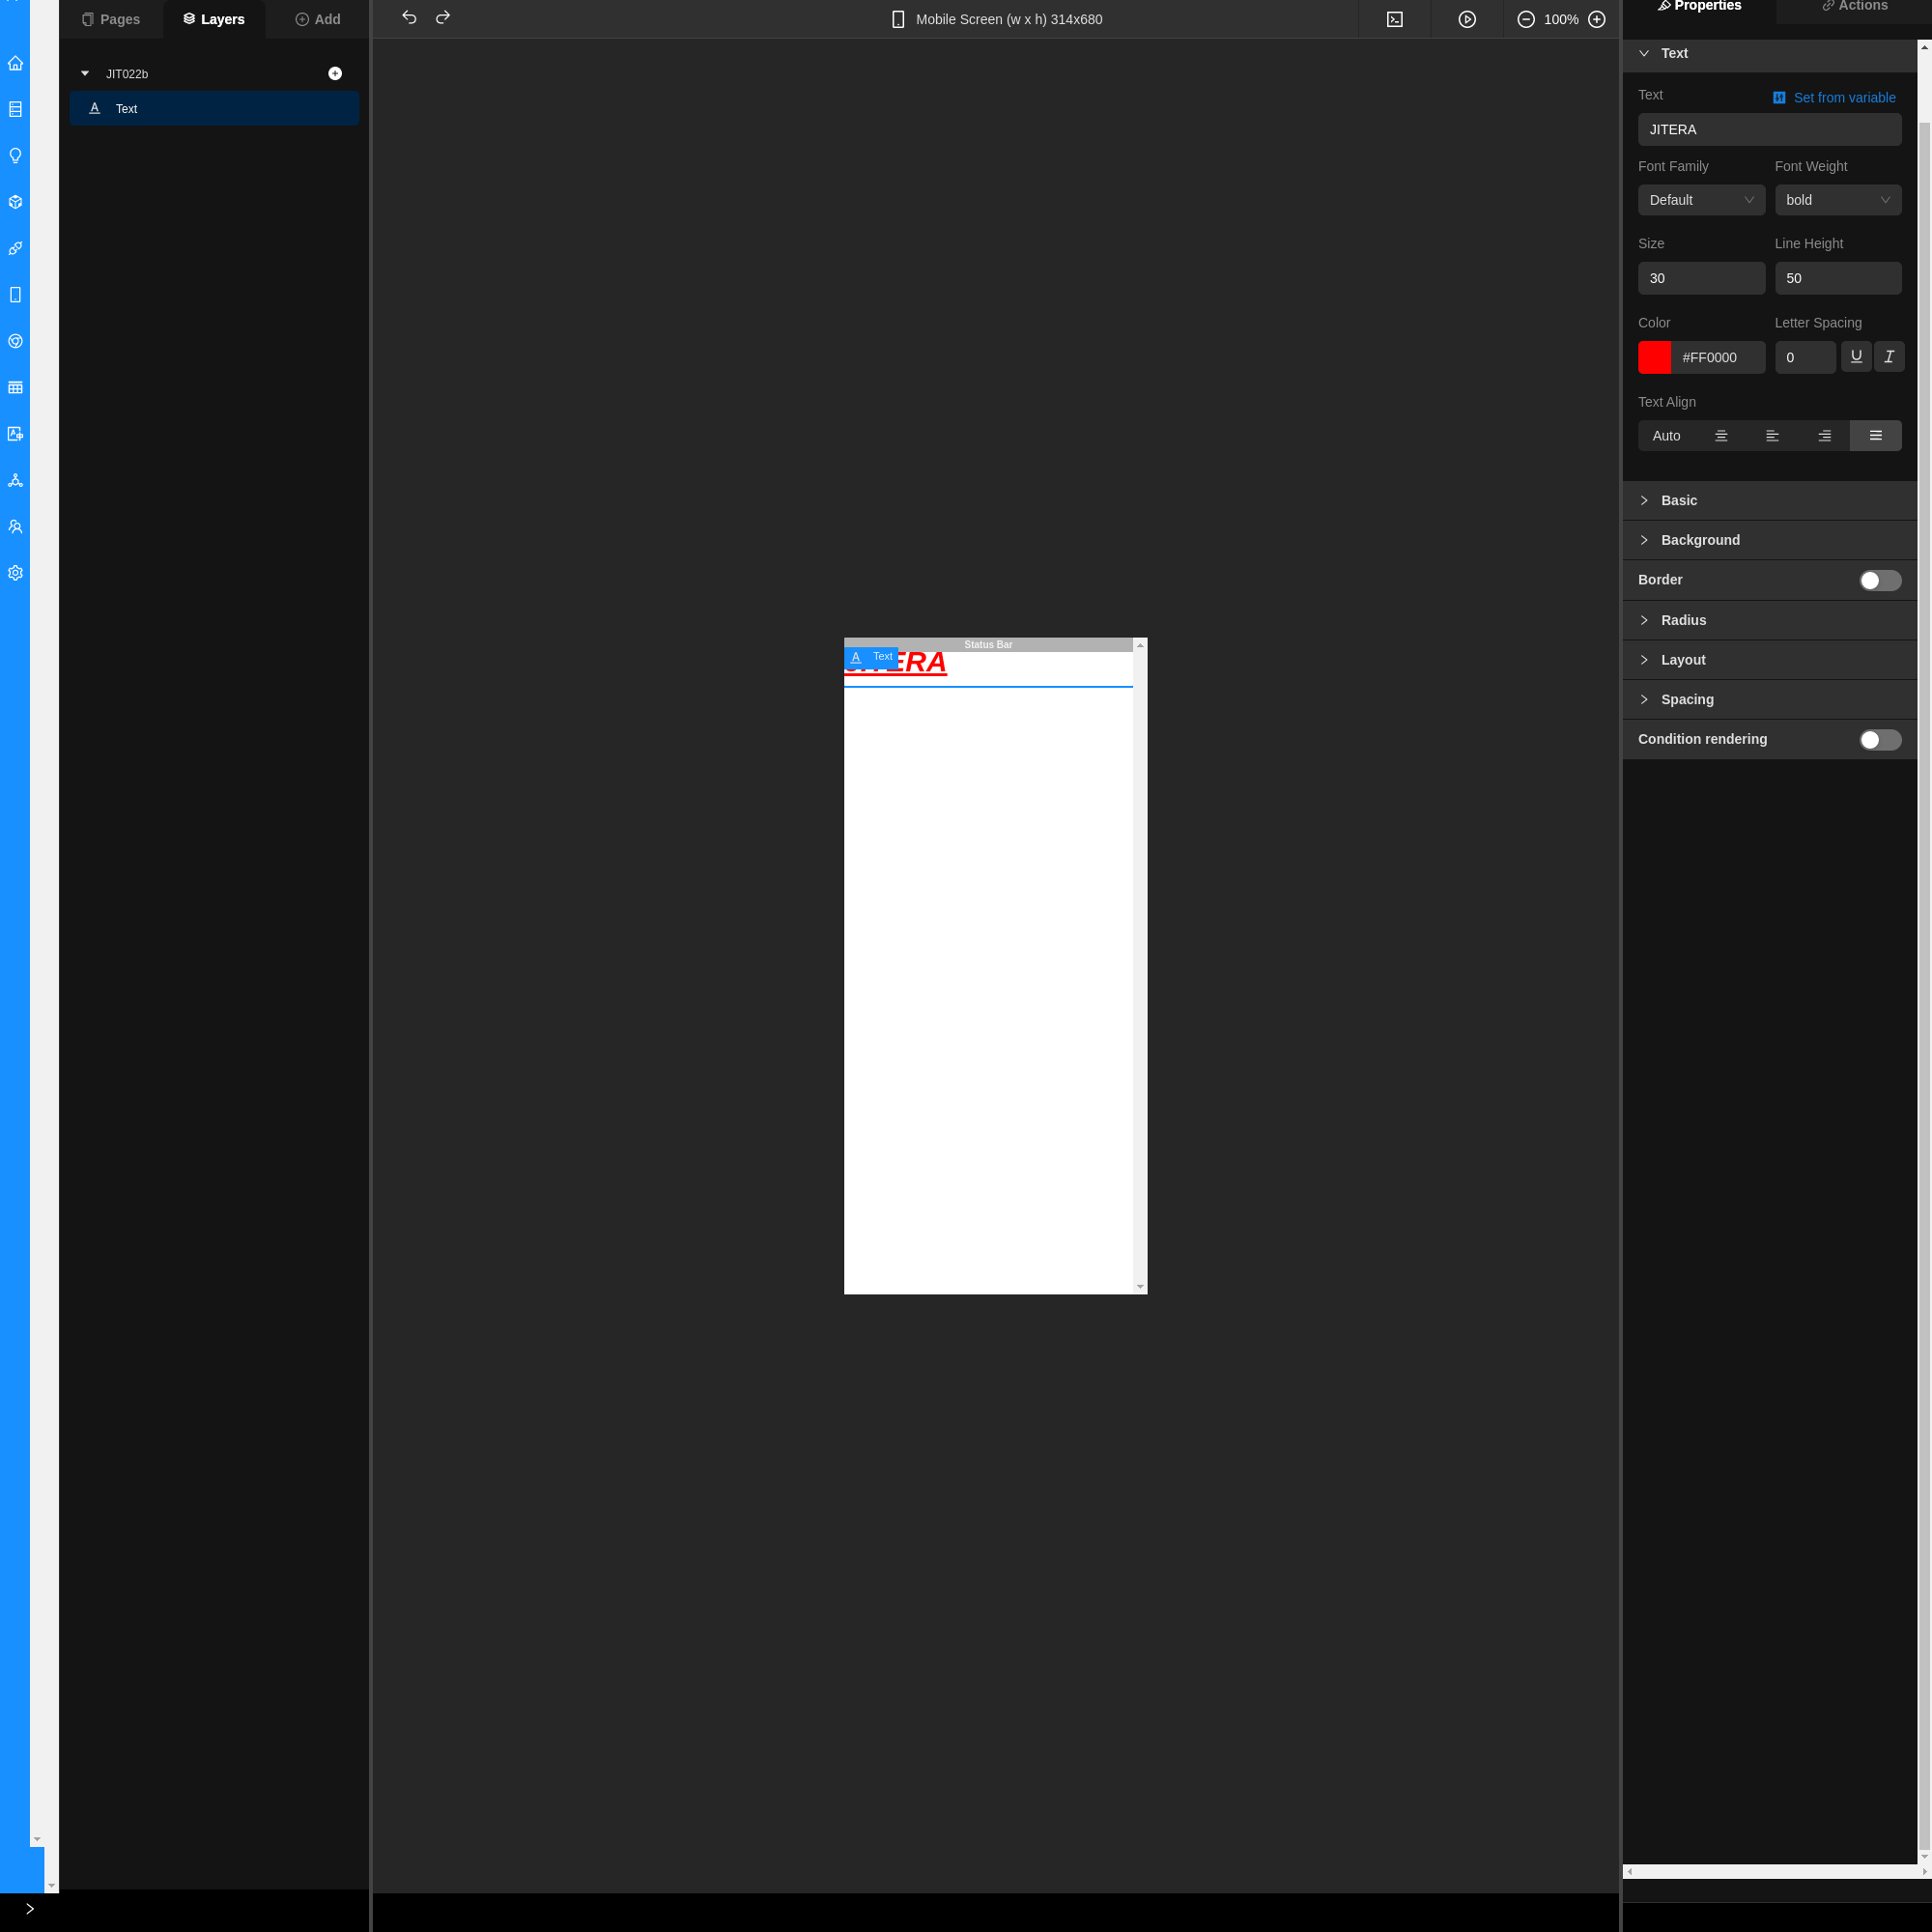 Pages Layers Add
JIT022b
Text
Mobile Screen (w x h) 314x680
100%
Status Bar
Text
ERA
Properties Actions
Text
Text Set from variable
JITERA
Font Family Font Weight
Default bold
Size Line Height
30 50
Color Letter Spacing
#FF0000 0 U I
Text Align
Auto
Basic
Background
Border
Radius
Layout
Spacing
Condition rendering